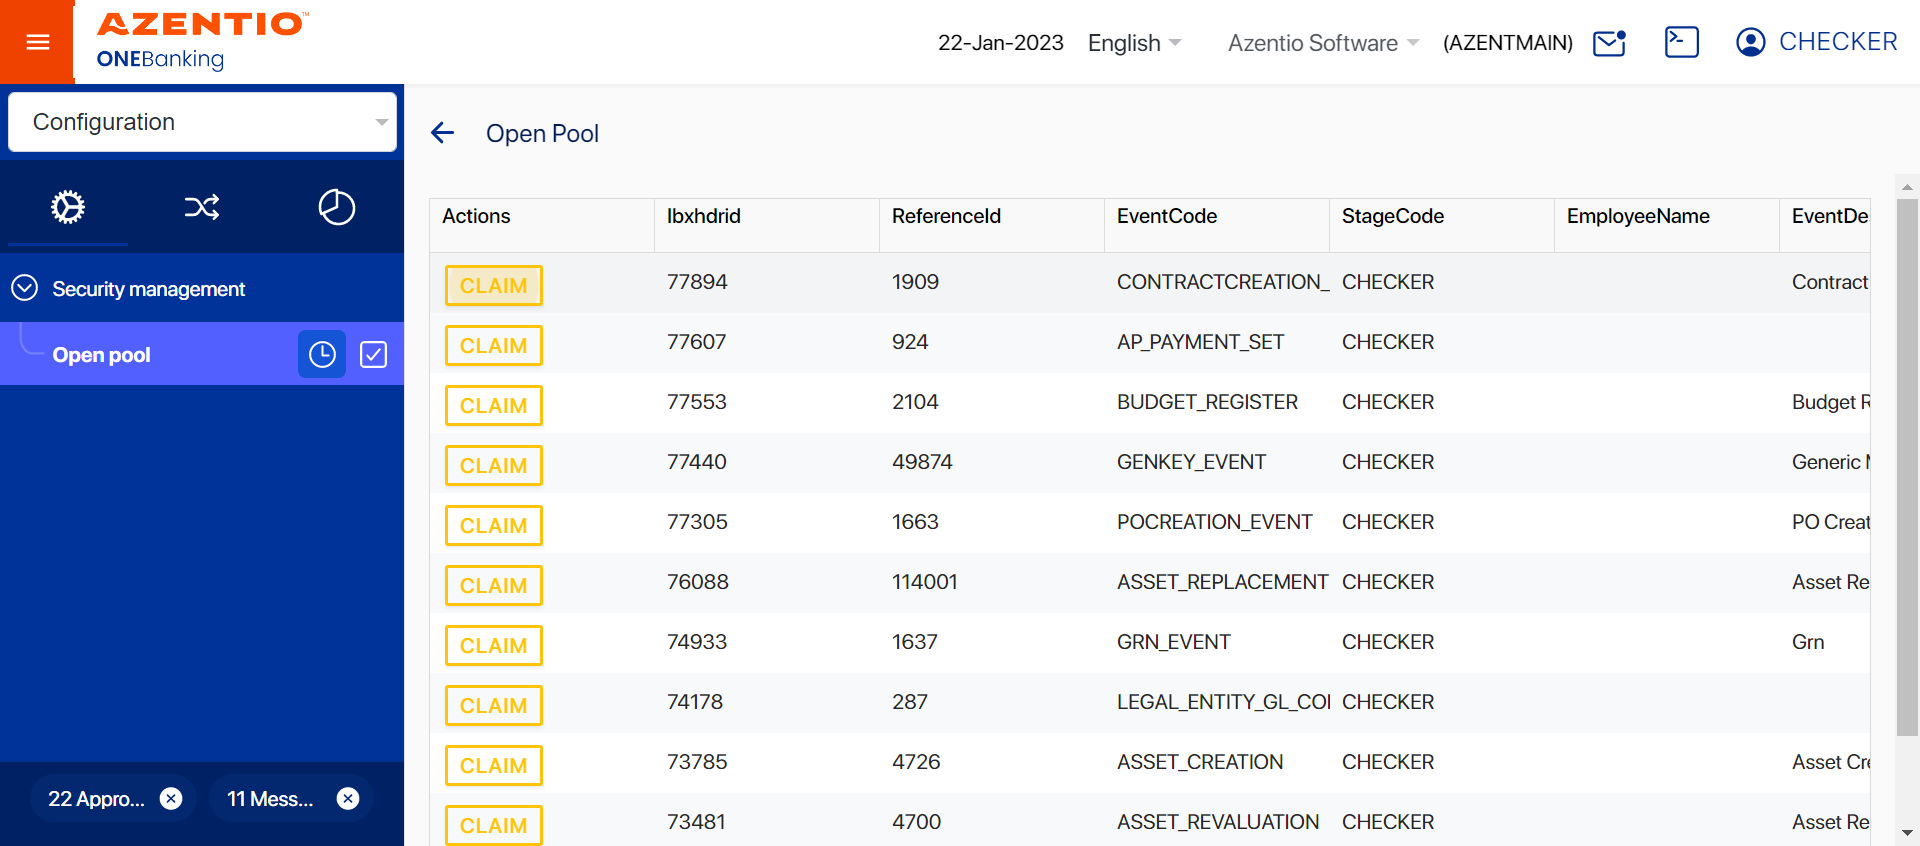 AZENTIO™
ONEBanking
22-Jan-2023 English Azentio Software (AZENTMAIN) CHECKER
Configuration
Security management
Open pool
22 Appro...
11 Mess...
Open Pool
Actions Ibxhdrid ReferenceId EventCode StageCode EmployeeName EventDe
CLAIM 77894 1909 CONTRACTCREATION_ CHECKER Contract
CLAIM 77607 924 AP_PAYMENT_SET CHECKER
CLAIM 77553 2104 BUDGET_REGISTER CHECKER Budget R
CLAIM 77440 49874 GENKEY_EVENT CHECKER Generic
CLAIM 77305 1663 POCREATION_EVENT CHECKER PO Creat
CLAIM 76088 114001 ASSET_REPLACEMENT CHECKER Asset Re
CLAIM 74933 1637 GRN_EVENT CHECKER Grn
CLAIM 74178 287 LEGAL_ENTITY_GL_CO CHECKER
CLAIM 73785 4726 ASSET_CREATION CHECKER Asset Cre
CLAIM 73481 4700 ASSET_REVALUATION CHECKER Asset Re